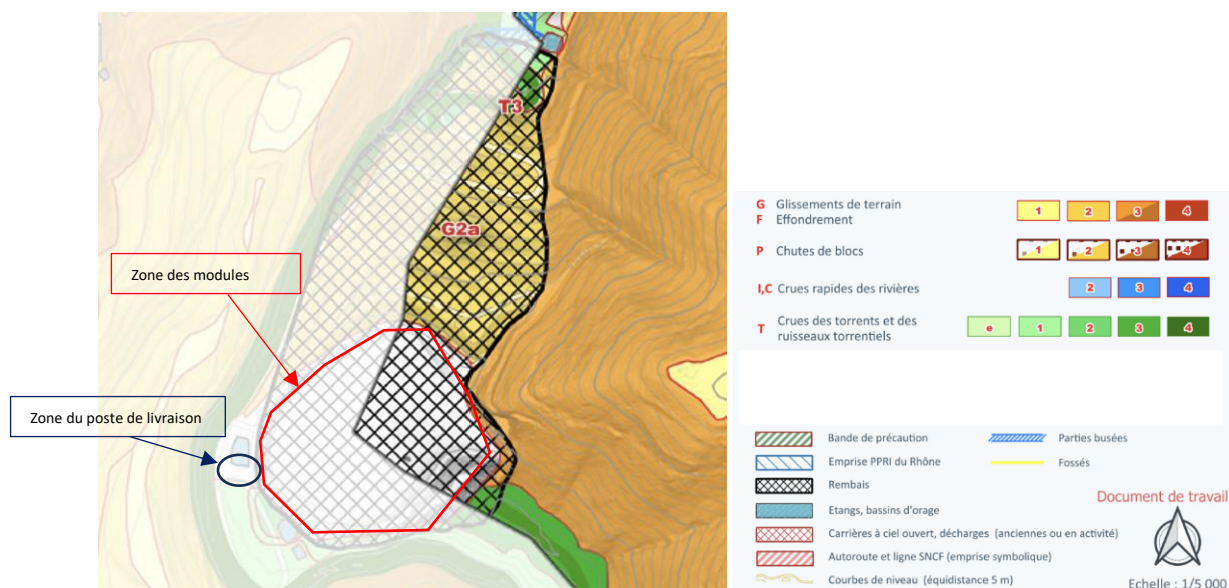 T3
G2a
Zone des modules
Zone du poste de livraison
G Glissements de terrain
F Effondrement
1 2 3 4
P Chutes de blocs
1 2 3 4
I,C Crues rapides des rivières
2 3 4
T Crues des torrents et des
ruisseaux torrentiels
e 1 2 3 4
Bande de précaution
Parties busées
Emprise PPRI du Rhône
Fossés
Rembais
Etangs, bassins d'orage
Carrières à ciel ouvert, décharges (anciennes ou en activité)
Autoroute et ligne SNCF (emprise symbolique)
Courbes de niveau (équidistance 5 m)
Document de travail
Echelle : 1/5 000